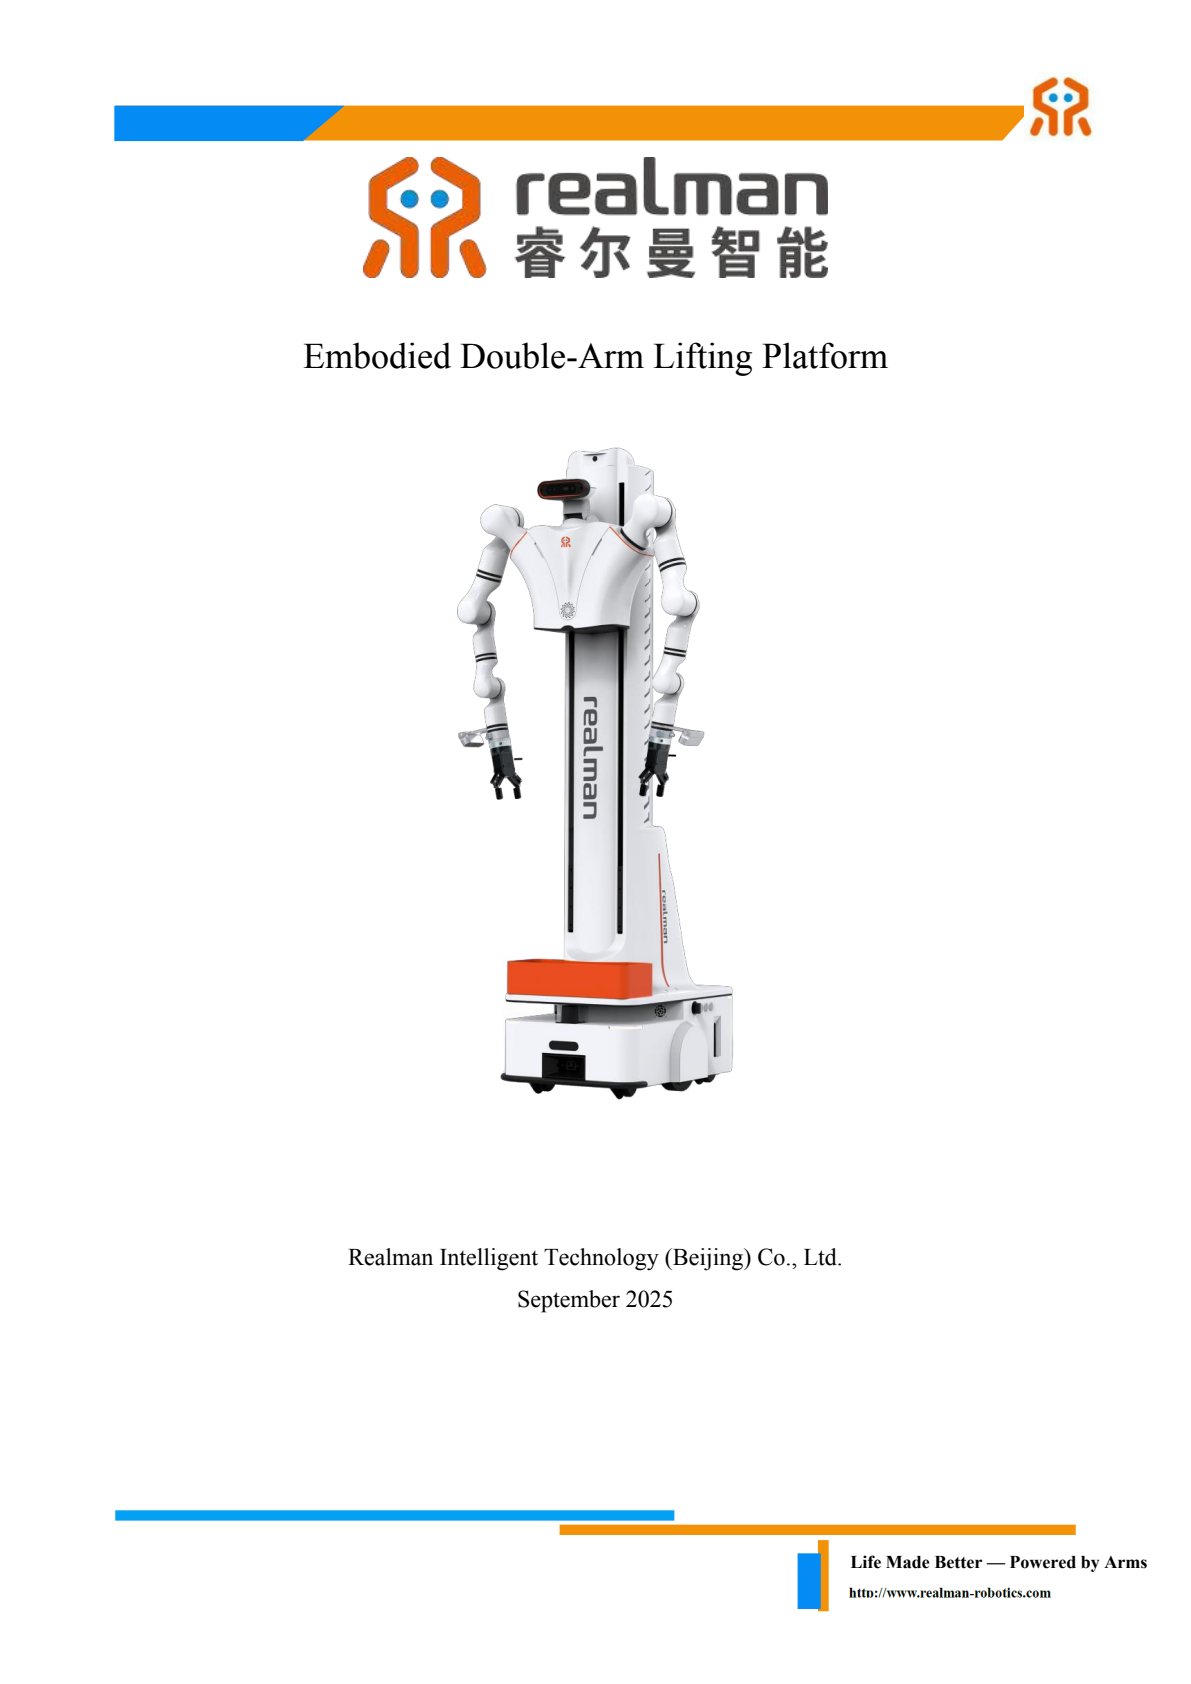 realman
睿尔曼智能
Embodied Double-Arm Lifting Platform
realman
realman
Realman Intelligent Technology (Beijing) Co., Ltd.
September 2025
Life Made Better — Powered by Arms
http://www.realman-robotics.com